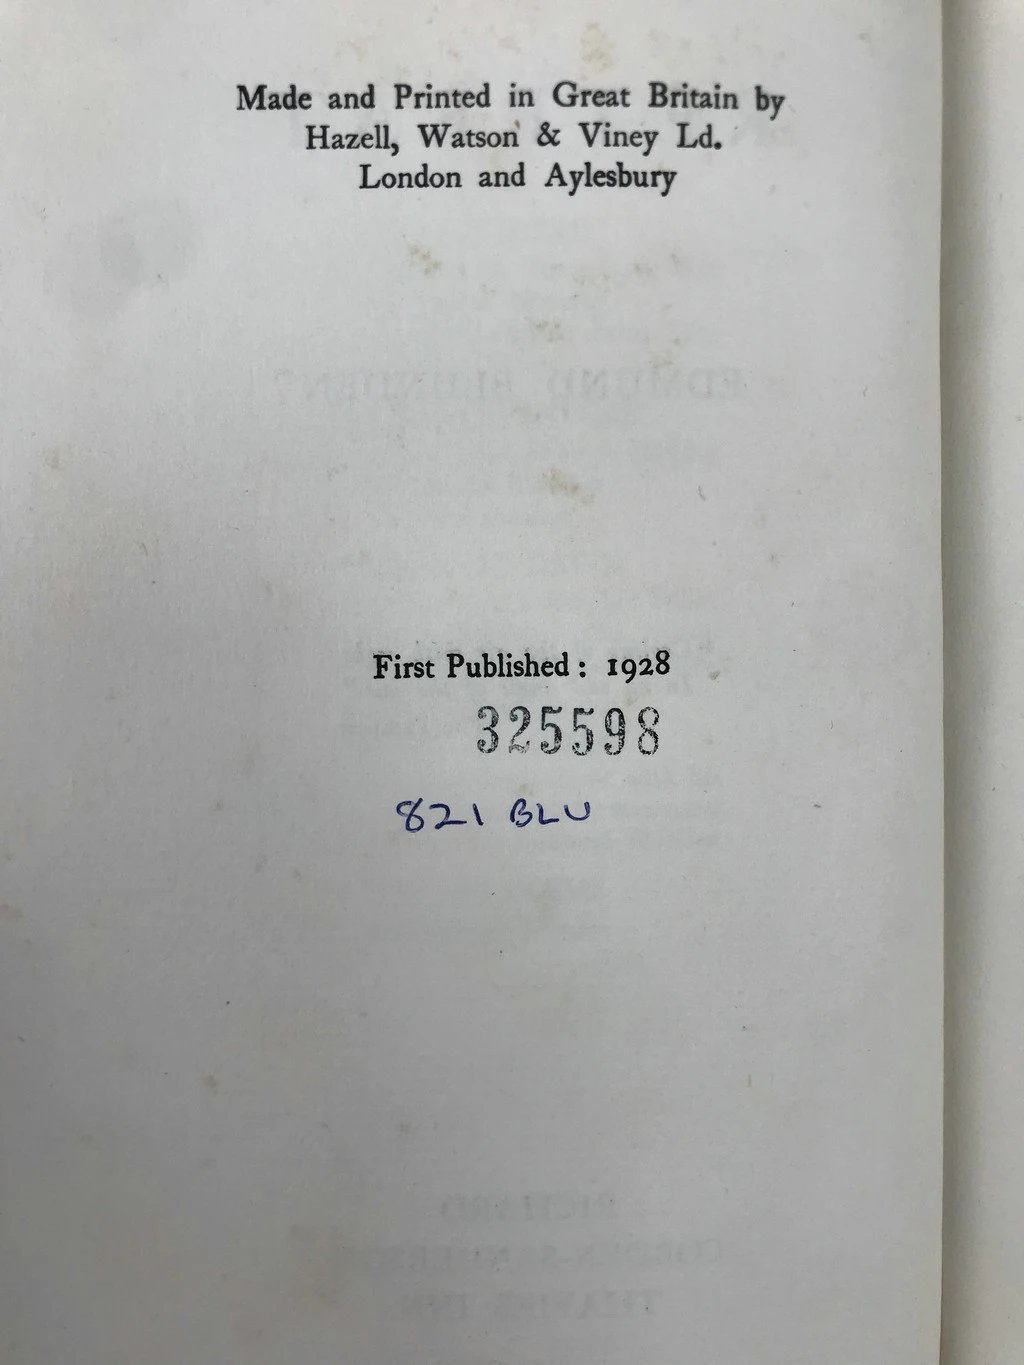 Made and Printed in Great Britain by
Hazell, Watson & Viney Ld.
London and Aylesbury
First Published : 1928
325598
821 BLU